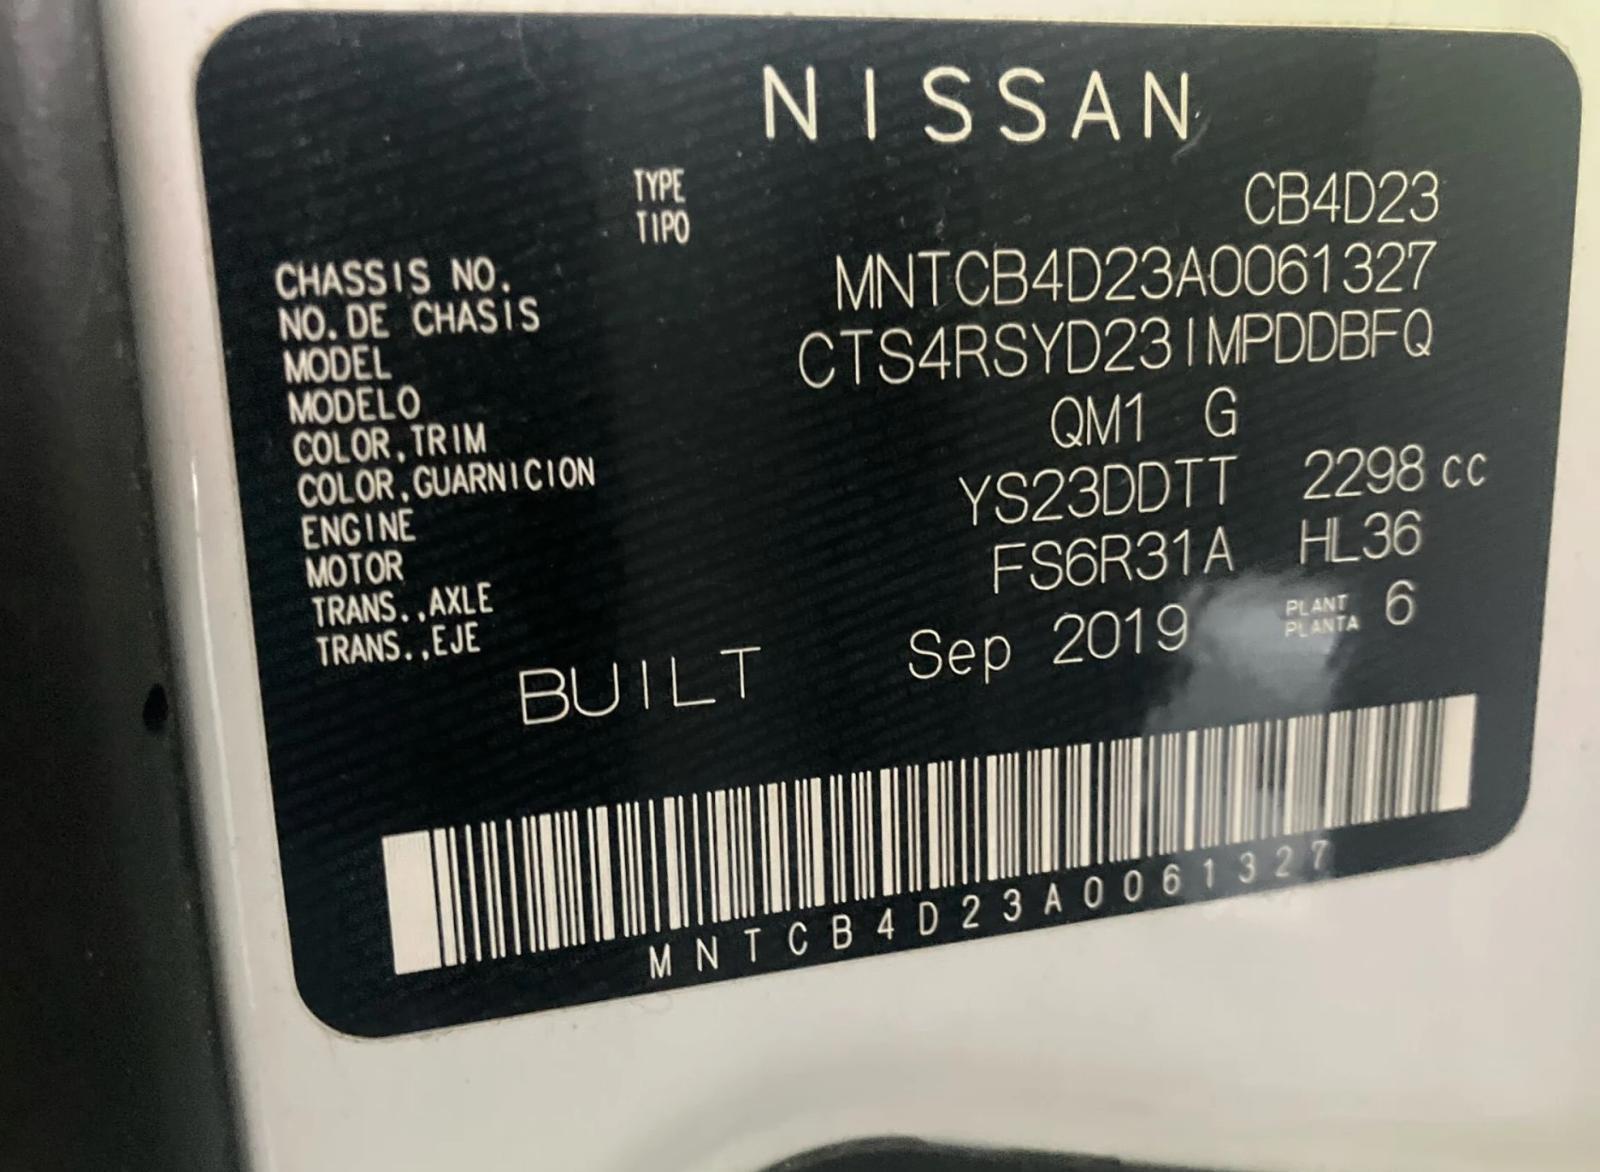 NISSAN
TYPE
TIPO
CB4D23
CHASSIS NO.
NO. DE CHASIS
MNTCB4D23A0061327
MODEL
MODELO
CTS4RSYD23IMPDDBFQ
COLOR,TRIM
COLOR,GUARNICION
QM1 G
ENGINE
MOTOR
YS23DDTT 2298 cc
TRANS.,AXLE
TRANS.,EJE
FS6R31A HL36
BUILT Sep 2019
PLANT
PLANTA
6
MNTCB4D23A0061327